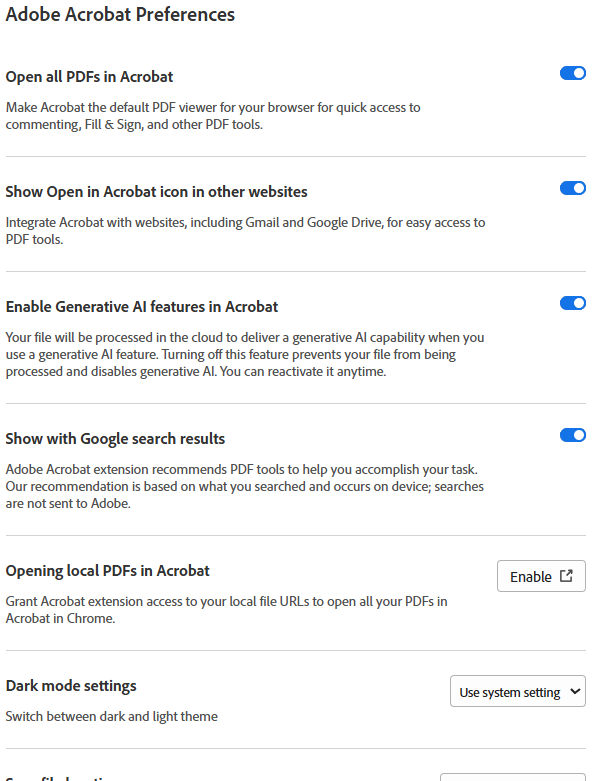 Adobe Acrobat Preferences
Open all PDFs in Acrobat
Make Acrobat the default PDF viewer for your browser for quick access to
commenting, Fill & Sign, and other PDF tools.
Show Open in Acrobat icon in other websites
Integrate Acrobat with websites, including Gmail and Google Drive, for easy access to
PDF tools.
Enable Generative AI features in Acrobat
Your file will be processed in the cloud to deliver a generative AI capability when you
use a generative AI feature. Turning off this feature prevents your file from being
processed and disables generative AI. You can reactivate it anytime.
Show with Google search results
Adobe Acrobat extension recommends PDF tools to help you accomplish your task.
Our recommendation is based on what you searched and occurs on device; searches
are not sent to Adobe.
Opening local PDFs in Acrobat
Enable
Grant Acrobat extension access to your local file URLs to open all your PDFs in
Acrobat in Chrome.
Dark mode settings
Use system setting
Switch between dark and light theme